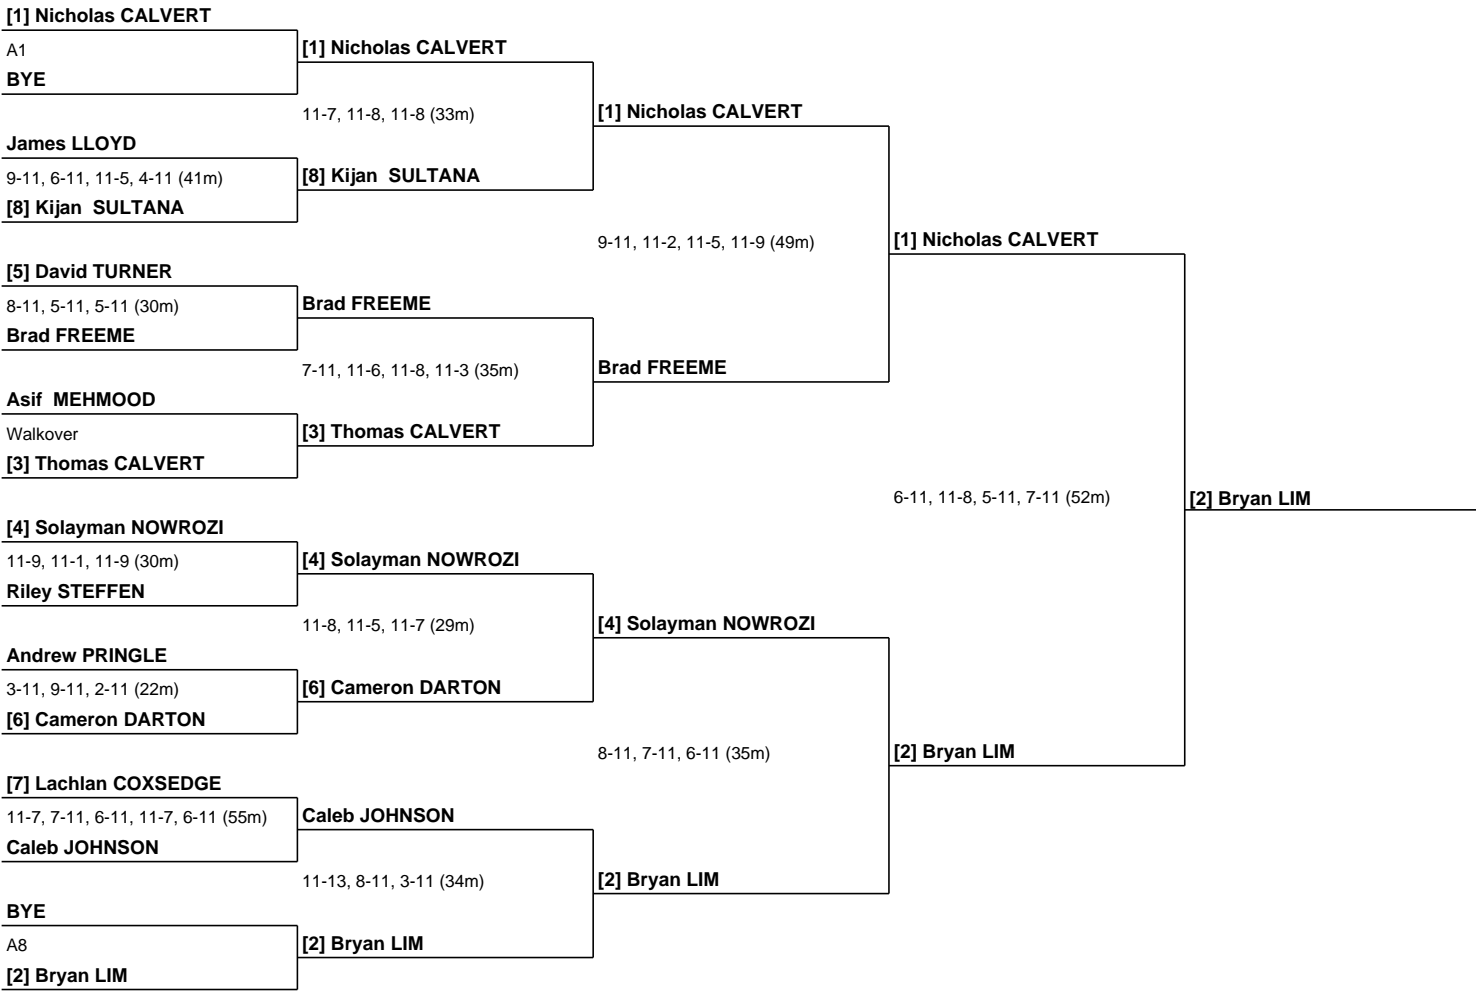 [1] Nicholas CALVERT
A1
BYE
James LLOYD
9-11, 6-11, 11-5, 4-11 (41m)
[8] Kijan  SULTANA
[5] David TURNER
8-11, 5-11, 5-11 (30m)
Brad FREEME
Asif  MEHMOOD
Walkover
[3] Thomas CALVERT
[4] Solayman NOWROZI
11-9, 11-1, 11-9 (30m)
Riley STEFFEN
Andrew PRINGLE
3-11, 9-11, 2-11 (22m)
[6] Cameron DARTON
[7] Lachlan COXSEDGE
11-7, 7-11, 6-11, 11-7, 6-11 (55m)
Caleb JOHNSON
BYE
A8
[2] Bryan LIM
[1] Nicholas CALVERT
11-7, 11-8, 11-8 (33m)
[8] Kijan  SULTANA
Brad FREEME
7-11, 11-6, 11-8, 11-3 (35m)
[3] Thomas CALVERT
[4] Solayman NOWROZI
11-8, 11-5, 11-7 (29m)
[6] Cameron DARTON
Caleb JOHNSON
11-13, 8-11, 3-11 (34m)
[2] Bryan LIM
[1] Nicholas CALVERT
9-11, 11-2, 11-5, 11-9 (49m)
Brad FREEME
[4] Solayman NOWROZI
8-11, 7-11, 6-11 (35m)
[2] Bryan LIM
[1] Nicholas CALVERT
6-11, 11-8, 5-11, 7-11 (52m)
[2] Bryan LIM
[2] Bryan LIM